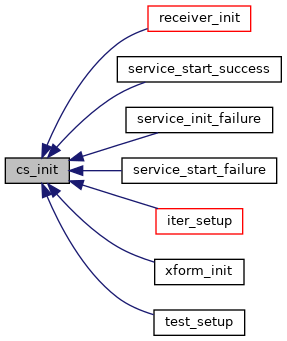 receiver_init
service_start_success
service_init_failure
cs_init
service_start_failure
iter_setup
xform_init
test_setup